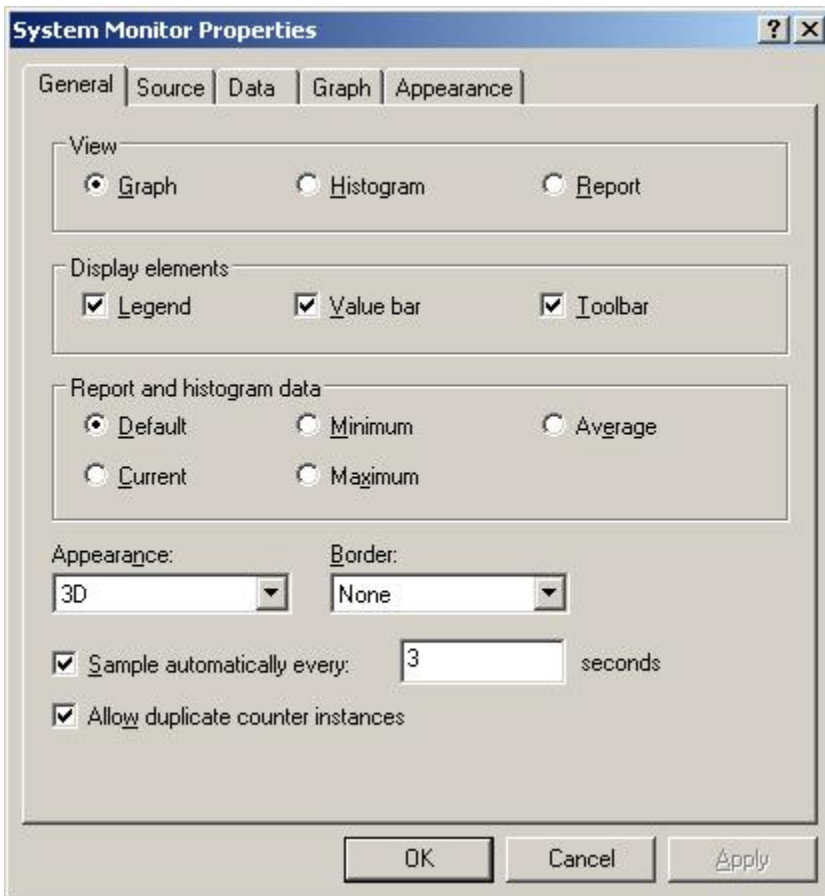 System Monitor Properties
General Source Data Graph Appearance
View
Graph Histogram Report
Display elements
Legend Value bar Toolbar
Report and histogram data
Default Minimum Average
Current Maximum
Appearance: Border:
3D None
Sample automatically every: 3 seconds
Allow duplicate counter instances
OK Cancel Apply